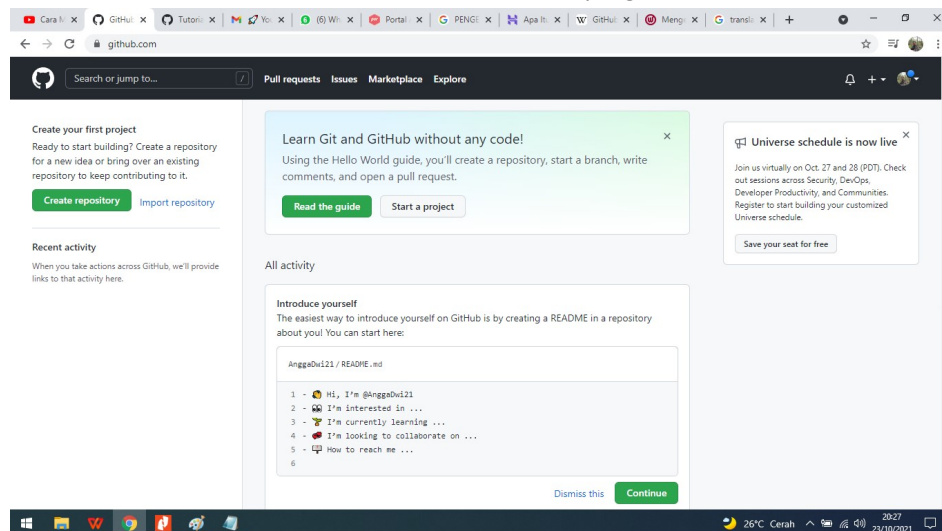 Cara M
GitHub
Tutoria
You
(6) Wh
Portal
PENGE
Apa It
GitHub
Meng
transla
github.com
Search or jump to...
/
Pull requests Issues Marketplace Explore
Create your first project
Ready to start building? Create a repository
for a new idea or bring over an existing
repository to keep contributing to it.
Create repository
Import repository
Recent activity
When you take actions across GitHub, we'll provide
links to that activity here.
Learn Git and GitHub without any code!
Using the Hello World guide, you'll create a repository, start a branch, write
comments, and open a pull request.
Read the guide
Start a project
All activity
Introduce yourself
The easiest way to introduce yourself on GitHub is by creating a README in a repository
about you! You can start here:
AnggaDwi21 / README.md
1 - 👋 Hi, I'm @AnggaDwi21
2 - 👀 I'm interested in ...
3 - 🌱 I'm currently learning ...
4 - 💞️ I'm looking to collaborate on ...
5 - 📫 How to reach me ...
6
Dismiss this
Continue
Universe schedule is now live
Join us virtually on Oct. 27 and 28 (PDT). Check
out sessions across Security, DevOps,
Developer Productivity, and Communities.
Register to start building your customized
Universe schedule.
Save your seat for free
26°C Cerah
20:27
23/10/2021